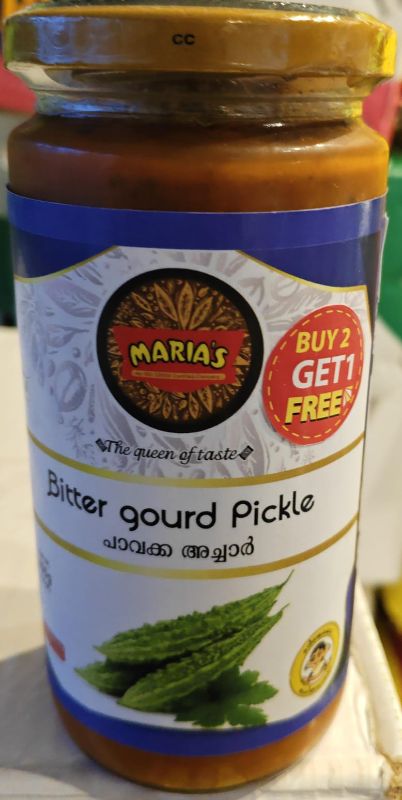 CC
MARIA'S
BUY 2
GET 1
FREE
The queen of taste
Bitter gourd Pickle
പാവക്ക അച്ചാർ